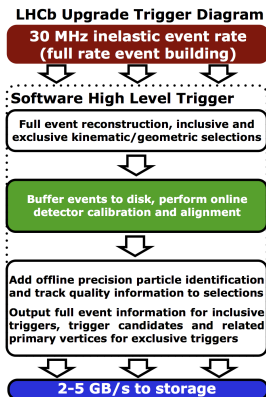 LHCb Upgrade Trigger Diagram
30 MHz inelastic event rate
(full rate event building)
Software High Level Trigger
Full event reconstruction, inclusive and
exclusive kinematic/geometric selections
Buffer events to disk, perform online
detector calibration and alignment
Add offline precision particle identification
and track quality information to selections
Output full event information for inclusive
triggers, trigger candidates and related
primary vertices for exclusive triggers
2-5 GB/s to storage